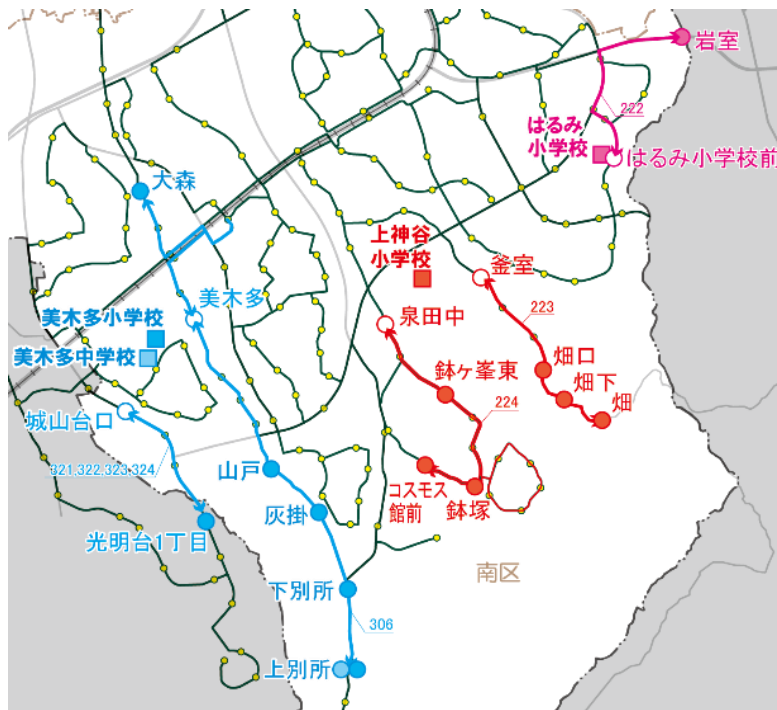 岩室
222
はるみ
小学校
はるみ小学校前
大森
上神谷
小学校
釜室
美木多
223
泉田中
美木多小学校
美木多中学校
畑口
鉢ヶ峯東
畑下
畑
城山台口
224
321,322,323,324
山戸
コスモス
館前
鉢塚
灰掛
光明台1丁目
南区
下別所
306
上別所